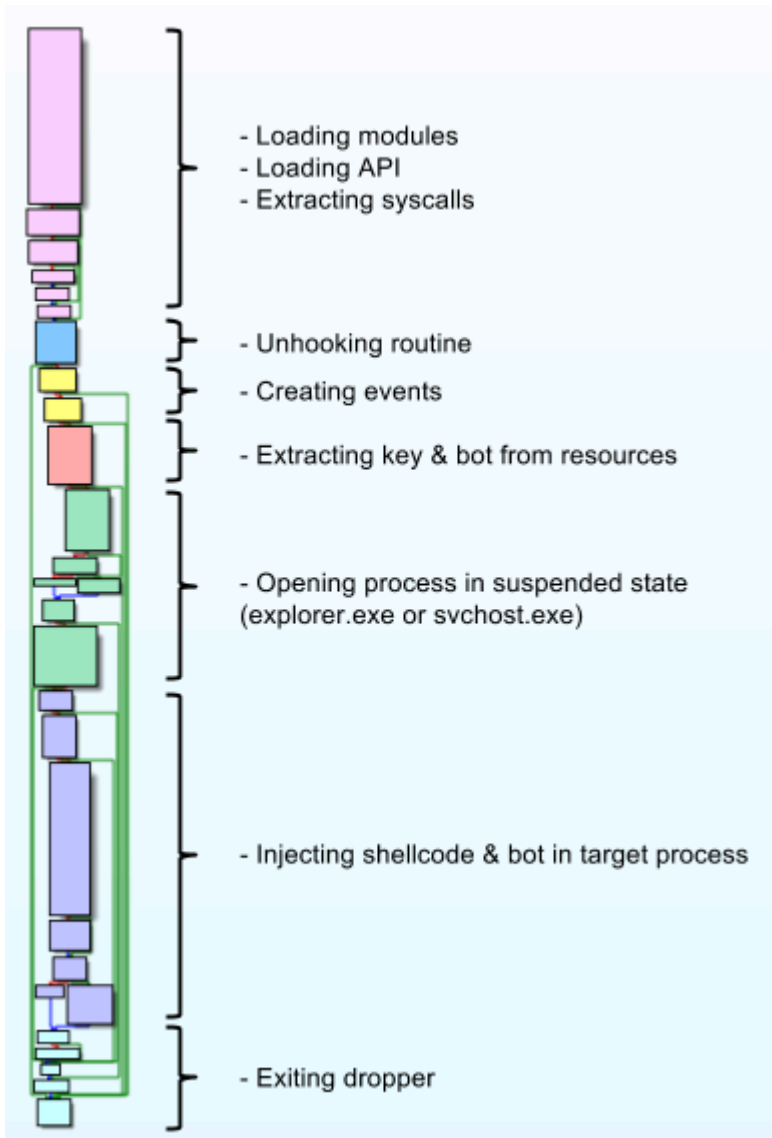 - Loading modules
- Loading API
- Extracting syscalls
- Unhooking routine
- Creating events
- Extracting key & bot from resources
- Opening process in suspended state
(explorer.exe or svchost.exe)
- Injecting shellcode & bot in target process
- Exiting dropper